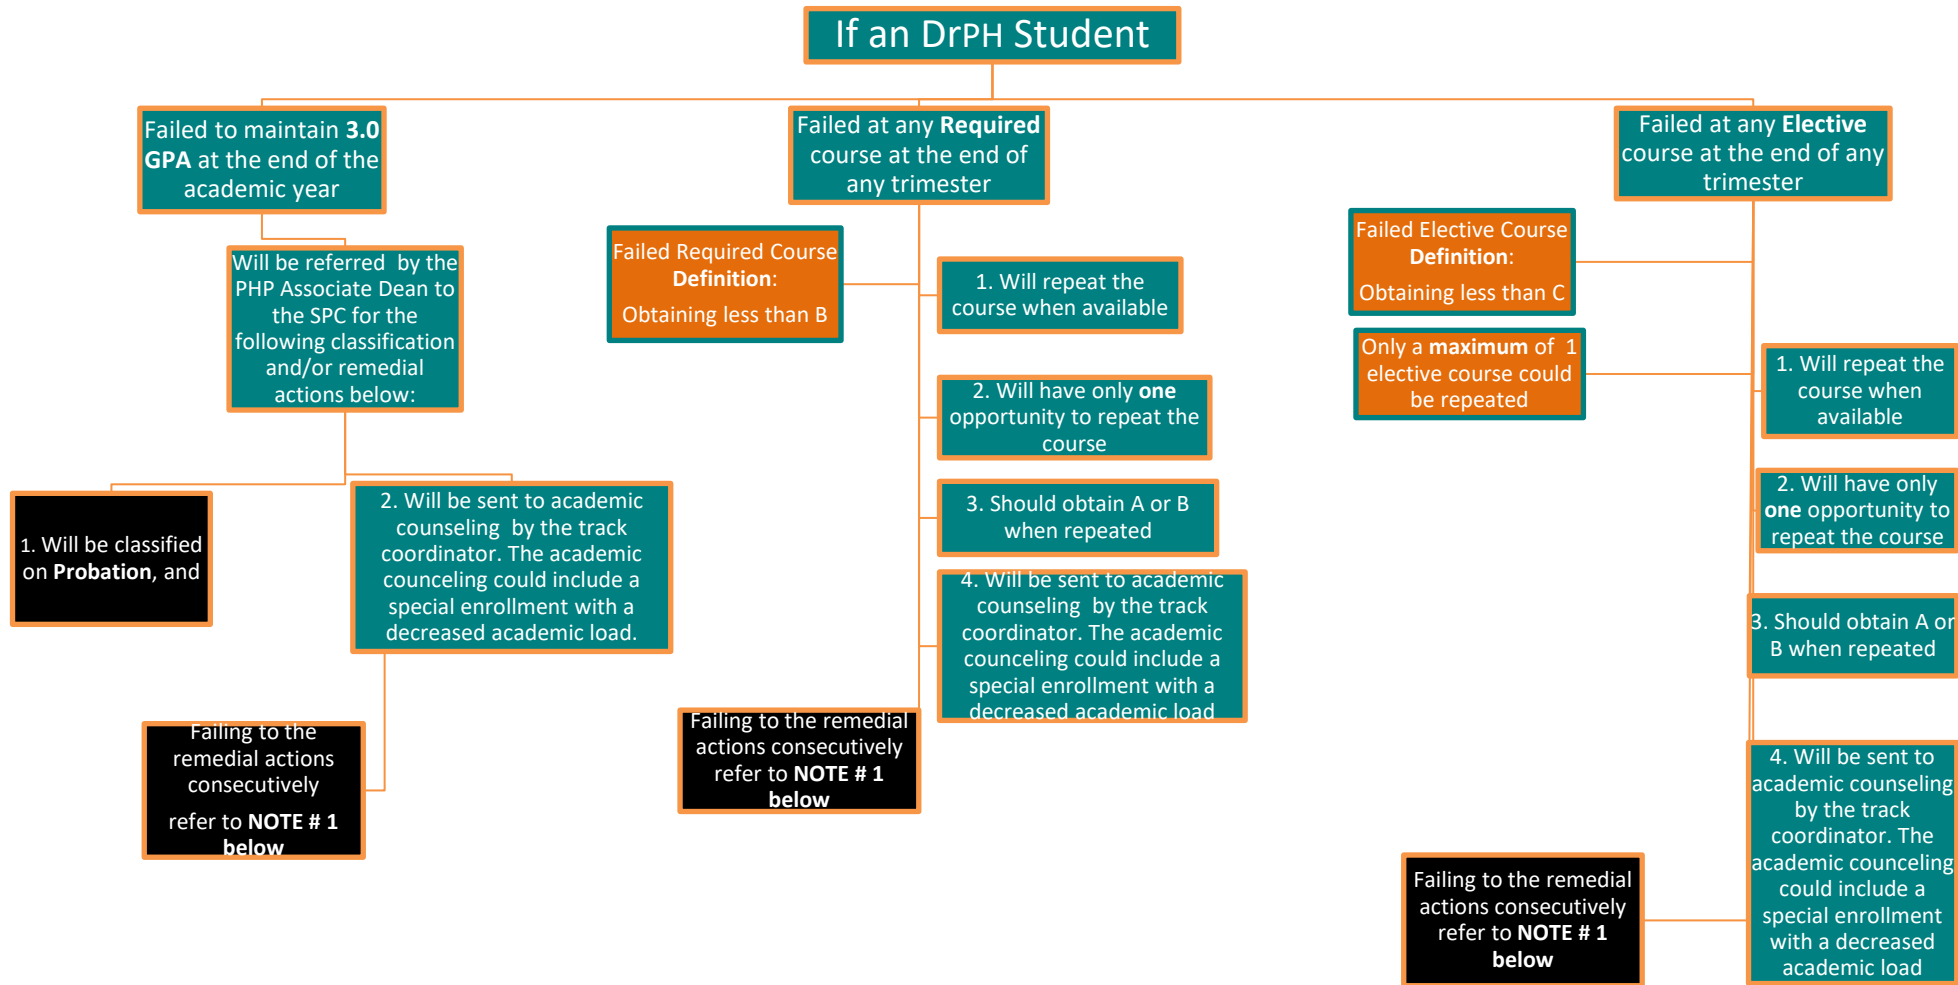 If an DrPH Student
Failed to maintain 3.0
GPA at the end of the
academic year
Will be referred by the
PHP Associate Dean to
the SPC for the
following classification
and/or remedial
actions below:
1. Will be classified
on Probation, and
2. Will be sent to academic
counseling by the track
coordinator. The academic
counceling could include a
special enrollment with a
decreased academic load.
Failing to the
remedial actions
consecutively
refer to NOTE # 1
below
Failed at any Required
course at the end of
any trimester
Failed Required Course
Definition:
Obtaining less than B
1. Will repeat the
course when available
2. Will have only one
opportunity to repeat the
course
3. Should obtain A or B
when repeated
4. Will be sent to academic
counseling by the track
coordinator. The academic
counceling could include a
special enrollment with a
decreased academic load
Failing to the remedial
actions consecutively
refer to NOTE # 1
below
Failed at any Elective
course at the end of any
trimester
Failed Elective Course
Definition:
Obtaining less than C
Only a maximum of 1
elective course could
be repeated
1. Will repeat the
course when
available
2. Will have only
one opportunity to
repeat the course
3. Should obtain A or
B when repeated
4. Will be sent to
academic counseling
by the track
coordinator. The
academic counceling
could include a
special enrollment
with a decreased
academic load
Failing to the remedial
actions consecutively
refer to NOTE # 1
below